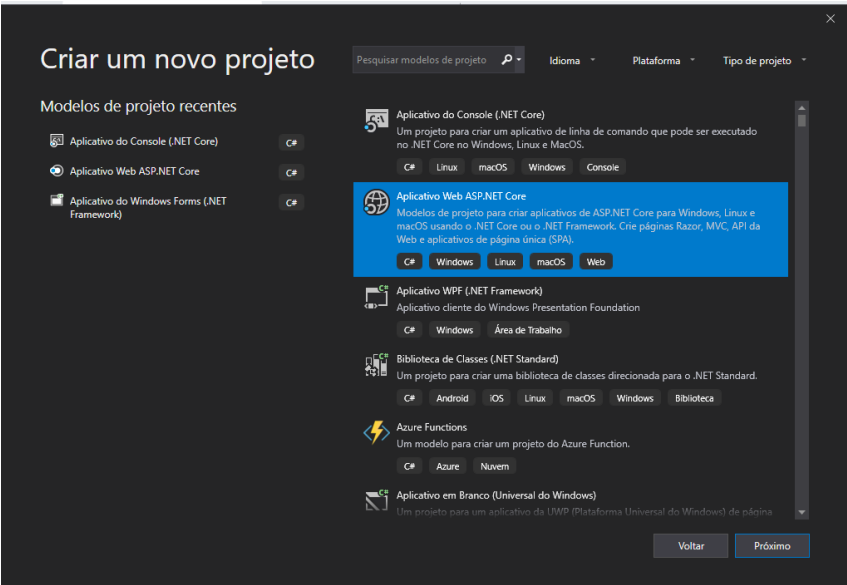 Criar um novo projeto
Pesquisar modelos de projeto
Idioma
Plataforma
Tipo de projeto
Modelos de projeto recentes
Aplicativo do Console (.NET Core)
C#
Aplicativo Web ASP.NET Core
C#
Aplicativo do Windows Forms (.NET
Framework)
C#
Aplicativo do Console (.NET Core)
Um projeto para criar um aplicativo de linha de comando que pode ser executado
no .NET Core no Windows, Linux e MacOS.
C# Linux macOS Windows Console
Aplicativo Web ASP.NET Core
Modelos de projeto para criar aplicativos de ASP.NET Core para Windows, Linux e
macOS usando o .NET Core ou o .NET Framework. Crie páginas Razor, MVC, API da
Web e aplicativos de página única (SPA).
C# Windows Linux macOS Web
Aplicativo WPF (.NET Framework)
Aplicativo cliente do Windows Presentation Foundation
C# Windows Área de Trabalho
Biblioteca de Classes (.NET Standard)
Um projeto para criar uma biblioteca de classes direcionada para o .NET Standard.
C# Android iOS Linux macOS Windows Biblioteca
Azure Functions
Um modelo para criar um projeto do Azure Function.
C# Azure Nuvem
Aplicativo em Branco (Universal do Windows)
Um projeto para um aplicativo da UWP (Plataforma Universal do Windows) de página
Voltar
Próximo